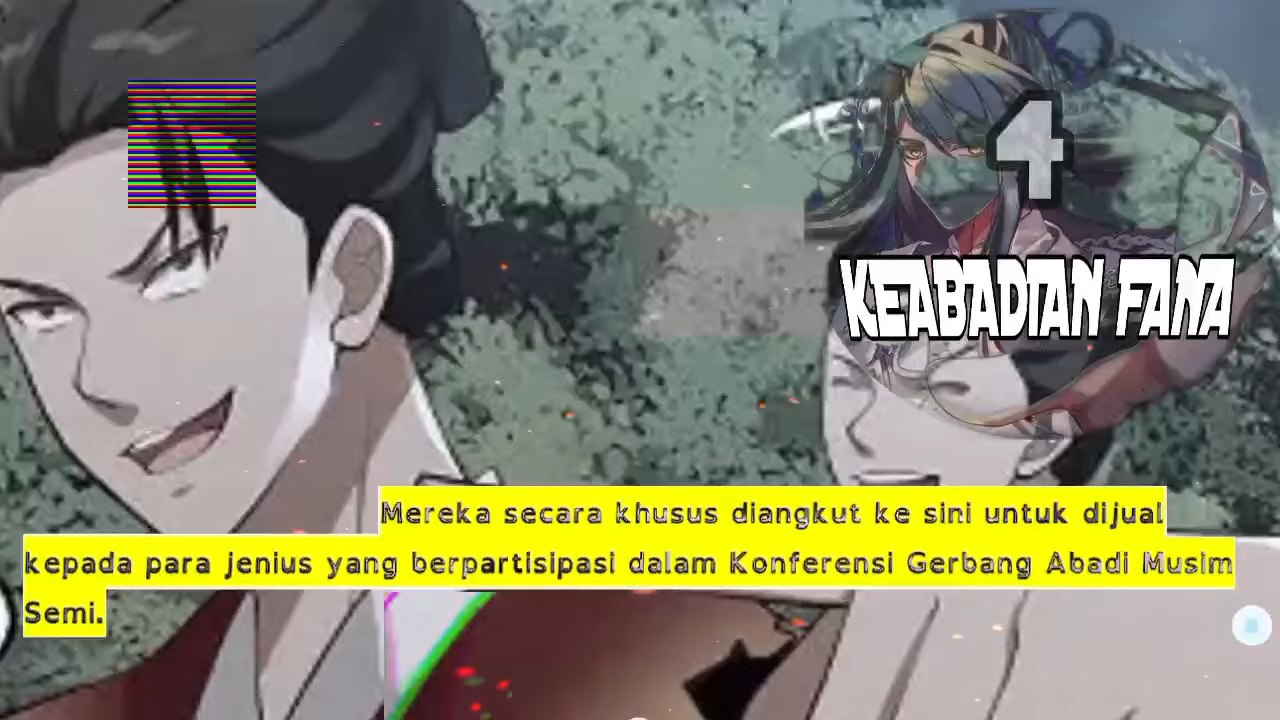 4
KEABADIAN FANA
Mereka secara khusus diangkut ke sini untuk dijual
kepada para jenius yang berpartisipasi dalam Konferensi Gerbang Abadi Musim
Semi.